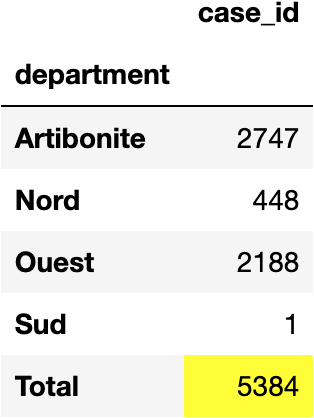 case_id
department
Artibonite 2747
Nord 448
Ouest 2188
Sud 1
Total 5384